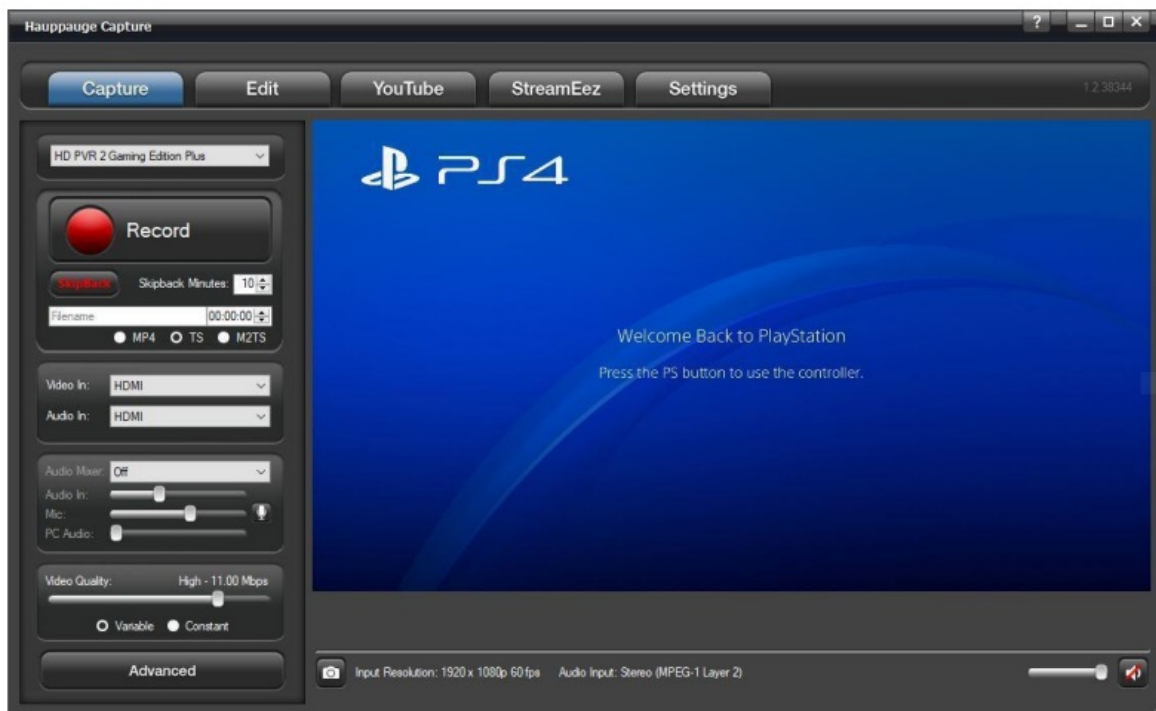 Hauppauge Capture
?
Capture Edit YouTube StreamEez Settings 1.2.38344
HD PVR 2 Gaming Edition Plus
PS4
Record
SkipBack Skipback Minutes: 10
Filename 00:00:00
MP4 TS M2TS
Welcome Back to PlayStation
Press the PS button to use the controller.
Video In: HDMI
Audio In: HDMI
Audio Mixer: Off
Audio In:
Mic:
PC Audio:
Video Quality: High - 11.00 Mbps
Variable Constant
Advanced
Input Resolution: 1920 x 1080p 60 fps Audio Input: Stereo (MPEG-1 Layer 2)